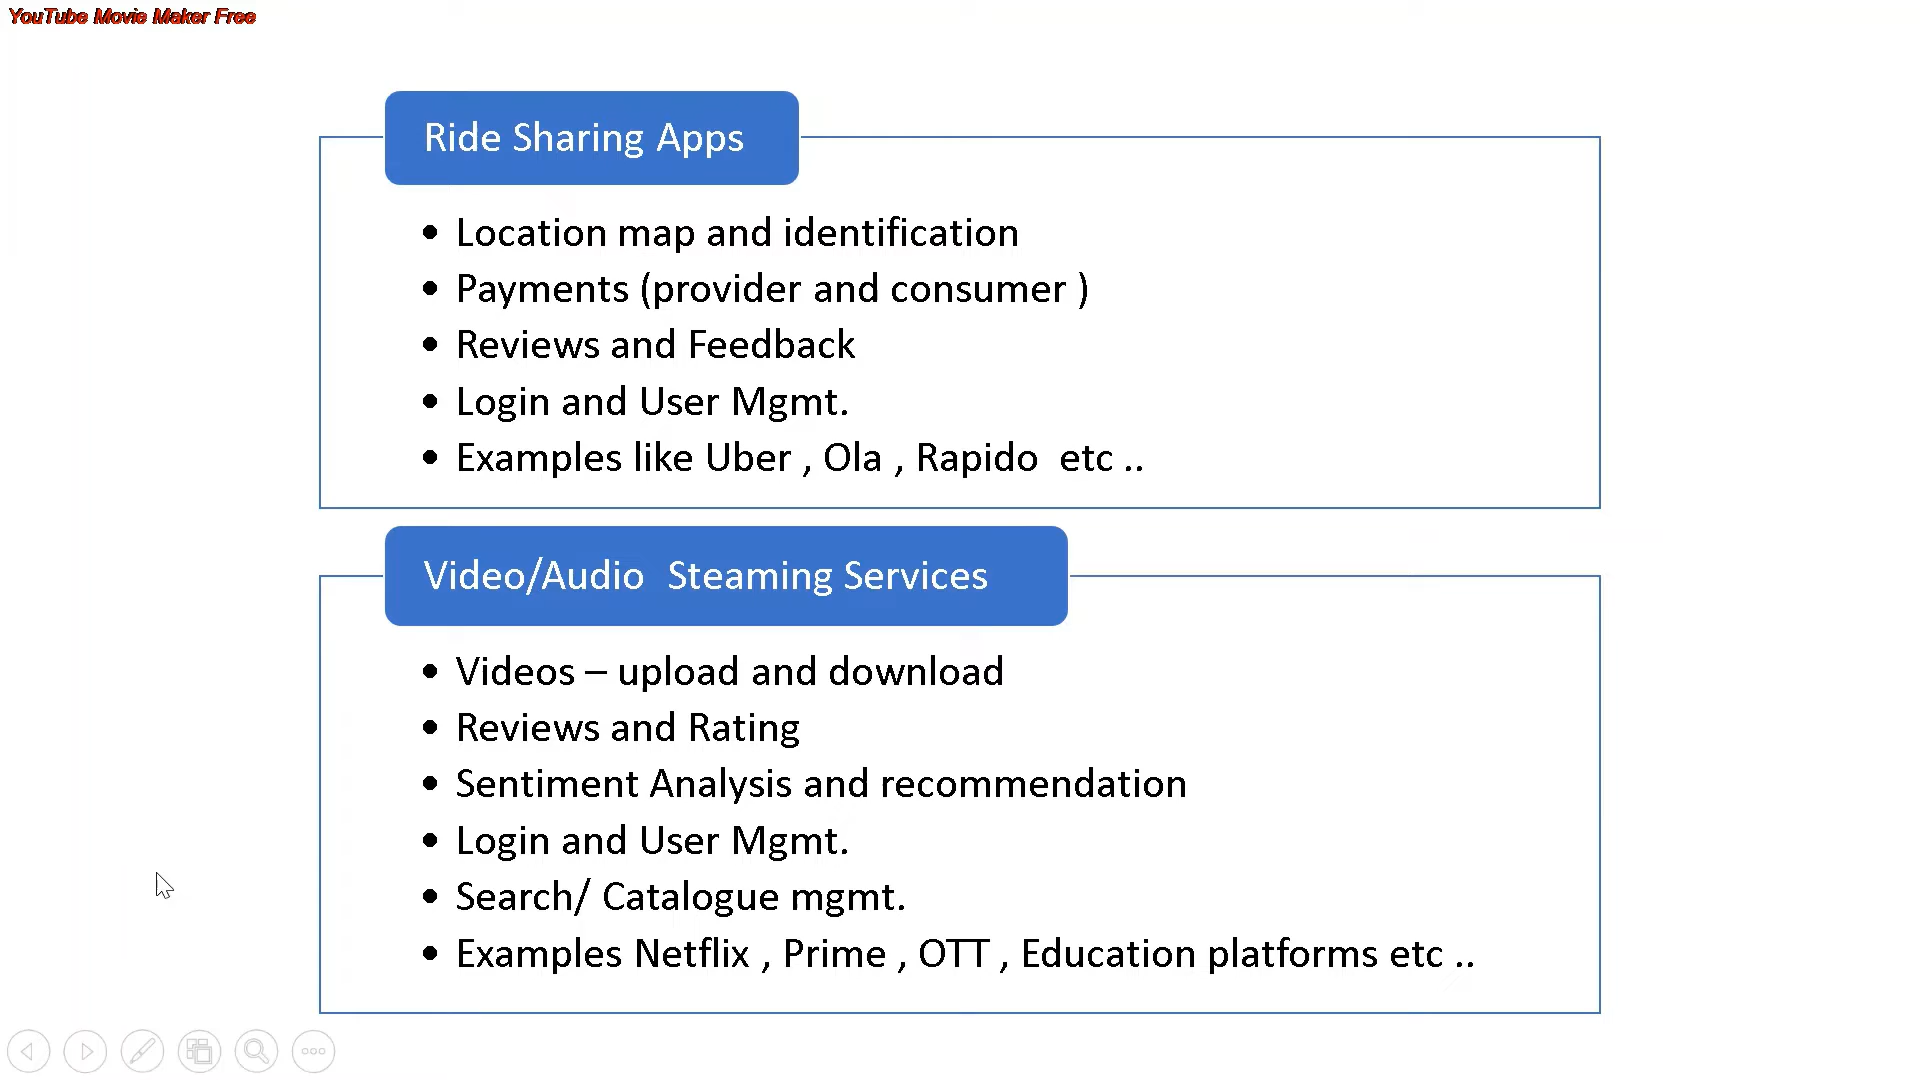 YouTube Movie Maker Free
Ride Sharing Apps
• Location map and identification
• Payments (provider and consumer )
• Reviews and Feedback
• Login and User Mgmt.
• Examples like Uber , Ola , Rapido  etc ..
Video/Audio  Steaming Services
• Videos – upload and download
• Reviews and Rating
• Sentiment Analysis and recommendation
• Login and User Mgmt.
• Search/ Catalogue mgmt.
• Examples Netflix , Prime , OTT , Education platforms etc ..